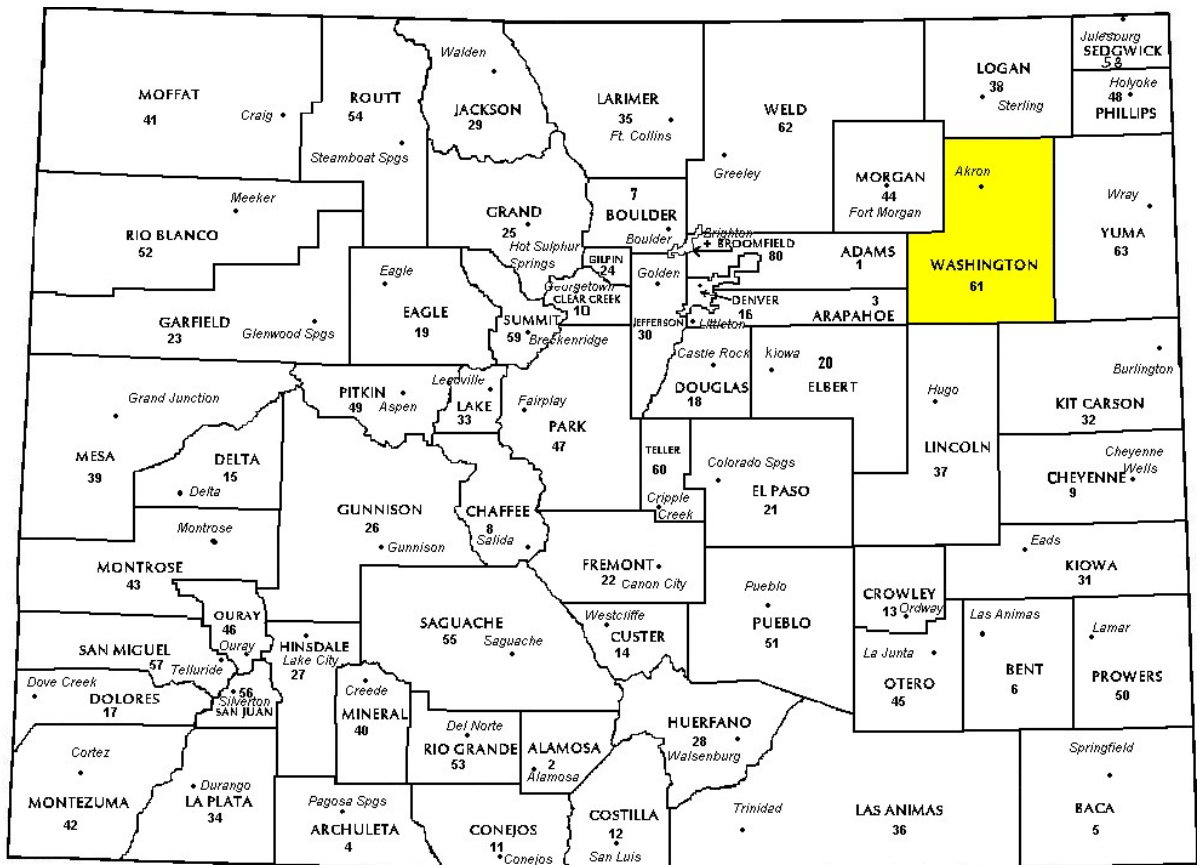 Walden
JACKSON
29
MOFFAT
41
Craig
ROUTT
54
Steamboat Spgs
LARIMER
35
Ft. Collins
WELD
62
Greeley
LOGAN
38
Sterling
Julesburg
SEDGWICK
58
Holyoke
48
PHILLIPS
MORGAN
44
Fort Morgan
Akron
WASHINGTON
61
Wray
YUMA
63
Meeker
RIO BLANCO
52
GRAND
25
Hot Sulphur
Springs
7
BOULDER
Boulder
Brighton
+ BROOMFIELD
80
ADAMS
1
GILPIN
24
Georgetown
CLEAR CREEK
10
Golden
JEFFERSON
30
DENVER
16
Littleton
3
ARAPAHOE
Eagle
EAGLE
19
SUMMIT
59
Breckenridge
GARFIELD
23
Glenwood Spgs
Castle Rock
DOUGLAS
18
kiowa
20
ELBERT
Hugo
LINCOLN
37
Burlington
KIT CARSON
32
Grand Junction
MESA
39
PITKIN
49
Aspen
Leadville
LAKE
33
Fairplay
PARK
47
DELTA
15
Delta
GUNNISON
26
Gunnison
CHAFFEE
8
Salida
TELLER
60
Cripple
Creek
Colorado Spgs
EL PASO
21
Cheyenne
Wells
CHEYENNE
9
Montrose
MONTROSE
43
FREMONT
22
Canon City
Eads
KIOWA
31
OURAY
46
Ouray
SAN MIGUEL
57
Telluride
HINSDALE
Lake City
27
SAGUACHE
55
Saguache
Westcliffe
CUSTER
14
Pueblo
PUEBLO
51
CROWLEY
13
Ordway
La Junta
OTERO
45
Las Animas
BENT
6
Lamar
PROWERS
50
Dove Creek
DOLORES
17
56
Silverton
SAN JUAN
Creede
MINERAL
40
Del Norte
RIO GRANDE
53
ALAMOSA
2
Alamosa
HUERFANO
28
Walsenburg
Cortez
MONTEZUMA
42
Durango
LA PLATA
34
Pagosa Spgs
ARCHULETA
4
CONEJOS
11
Conejos
COSTILLA
12
San Luis
Trinidad
LAS ANIMAS
36
Springfield
BACA
5